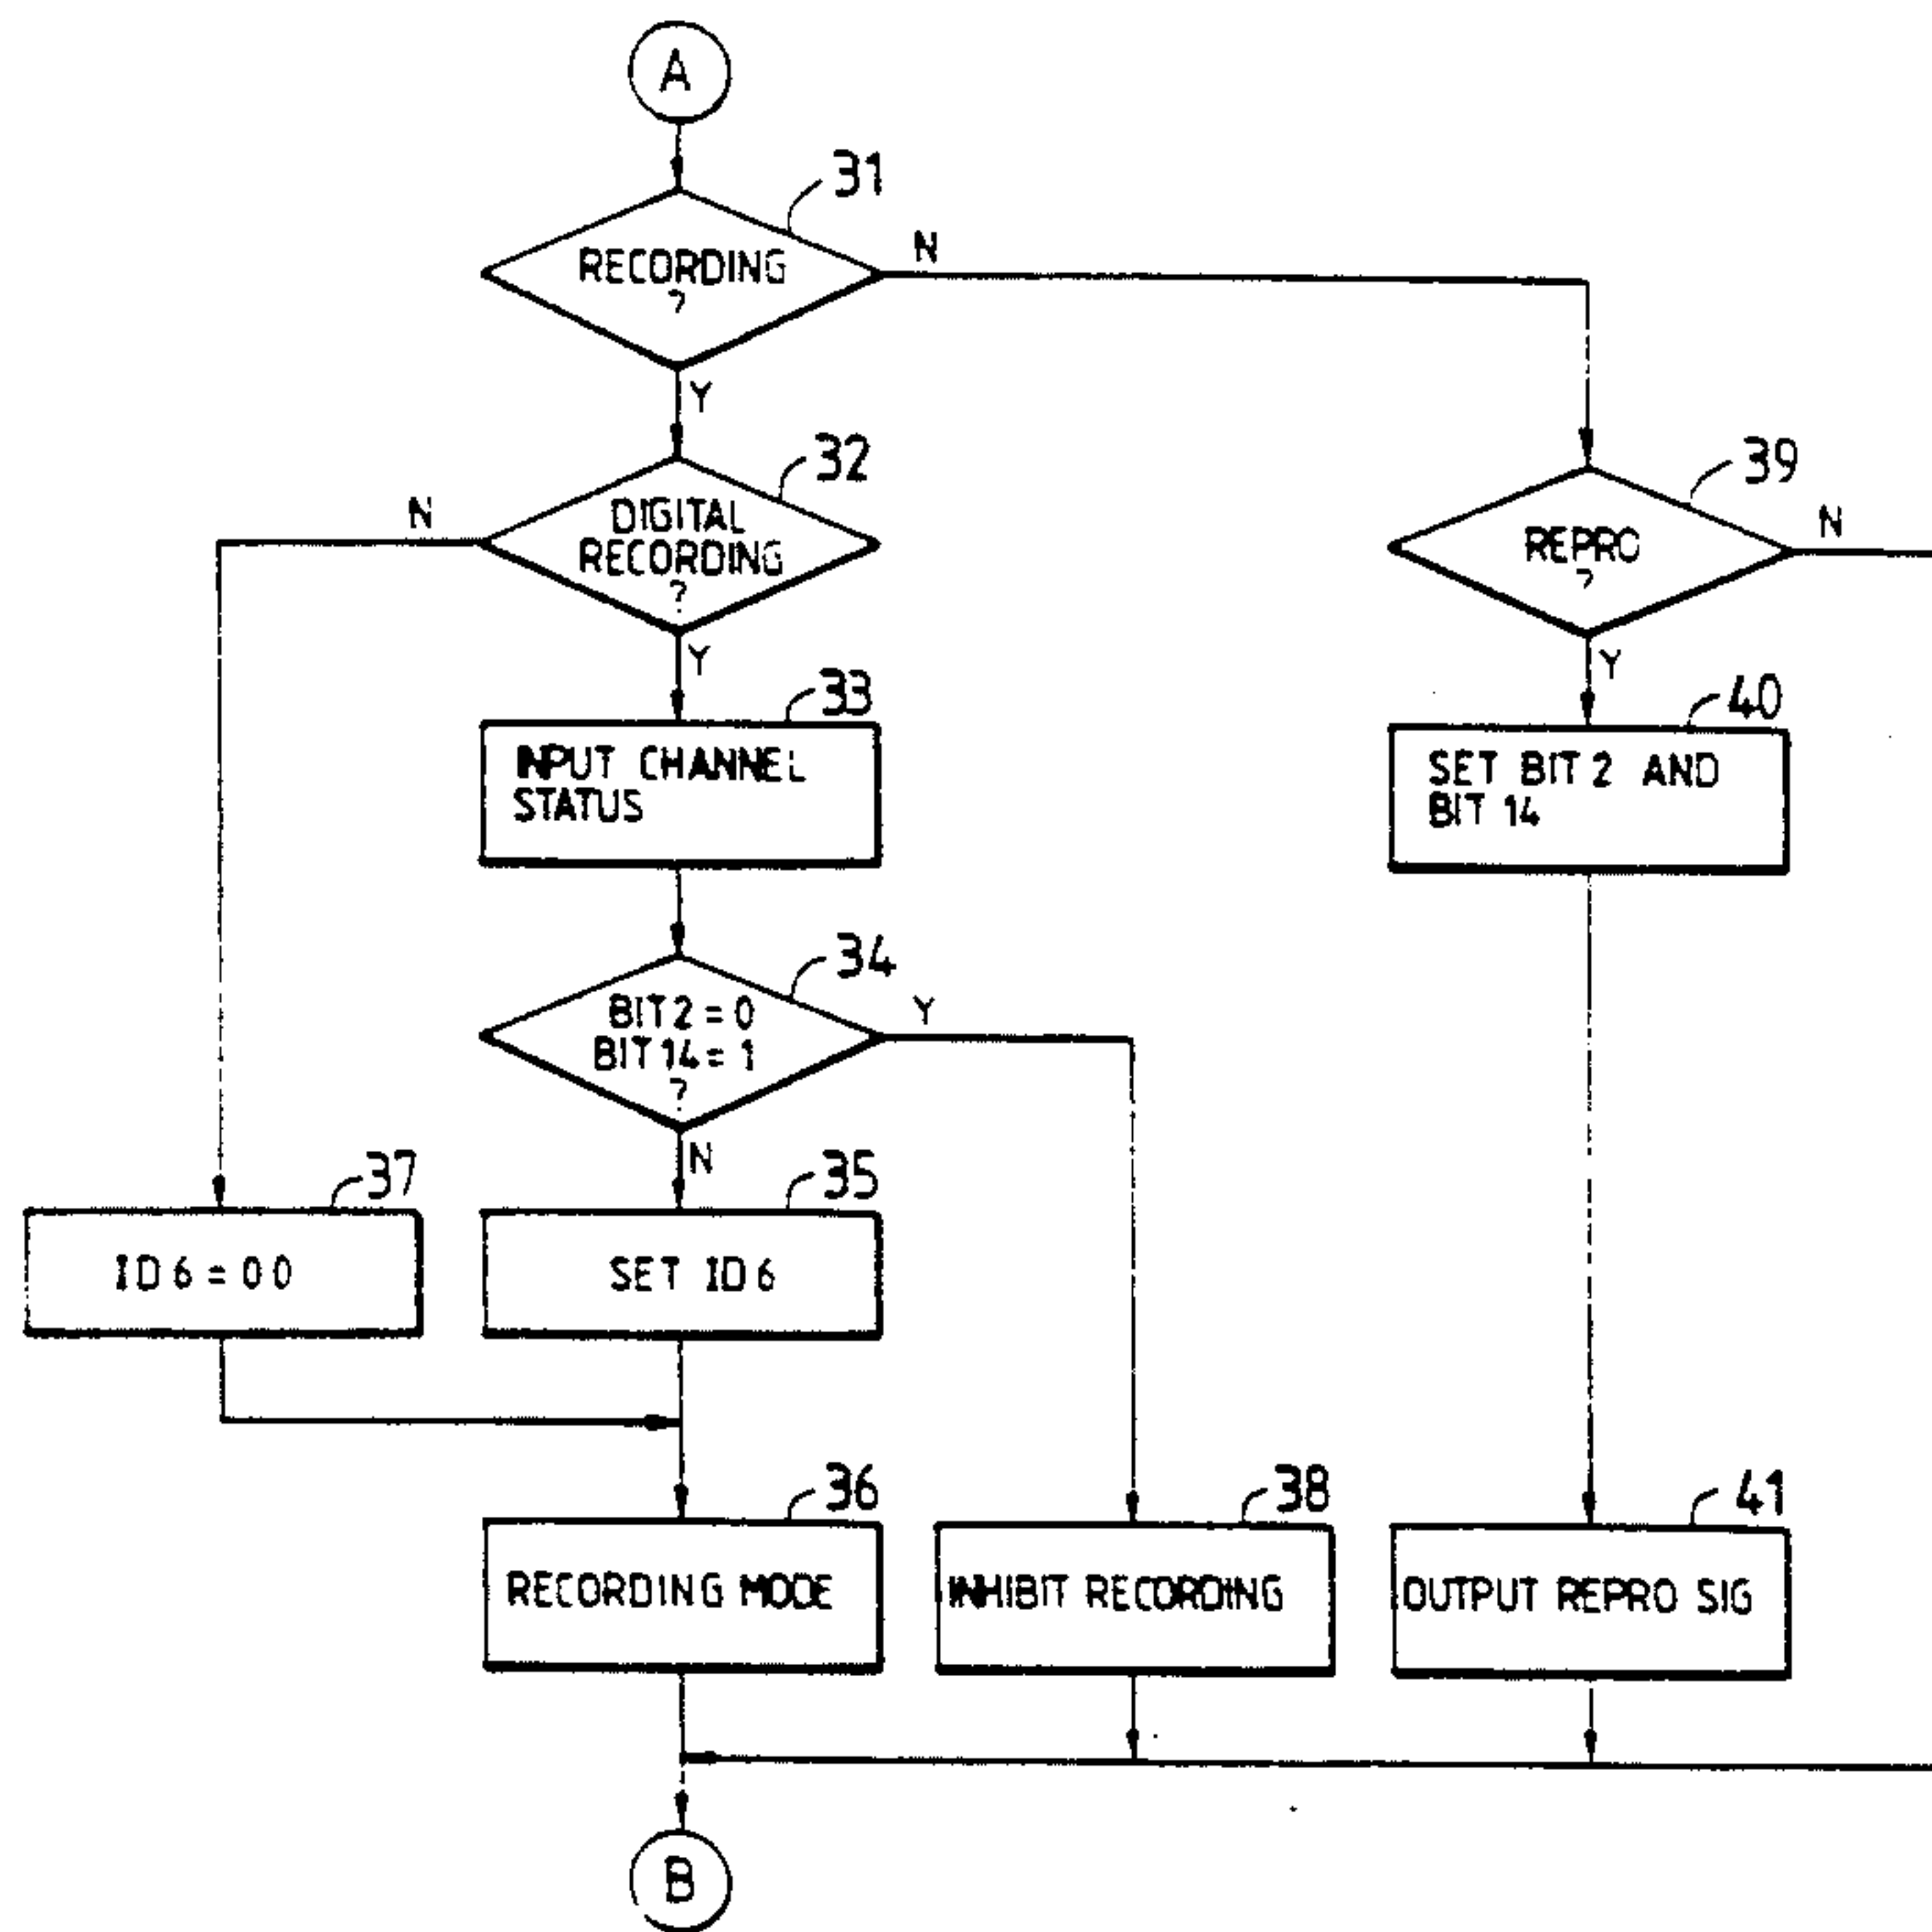 A
31
RECORDING
?
N
Y
32
DIGITAL
RECORDING
?
N
Y
39
REPRO
?
N
Y
33
INPUT CHANNEL
STATUS
40
SET BIT 2 AND
BIT 14
34
BIT 2 = 0
BIT 14 = 1
?
Y
N
37
ID 6 = 0 0
35
SET ID 6
36
RECORDING MODE
38
INHIBIT RECORDING
41
OUTPUT REPRO SIG
B